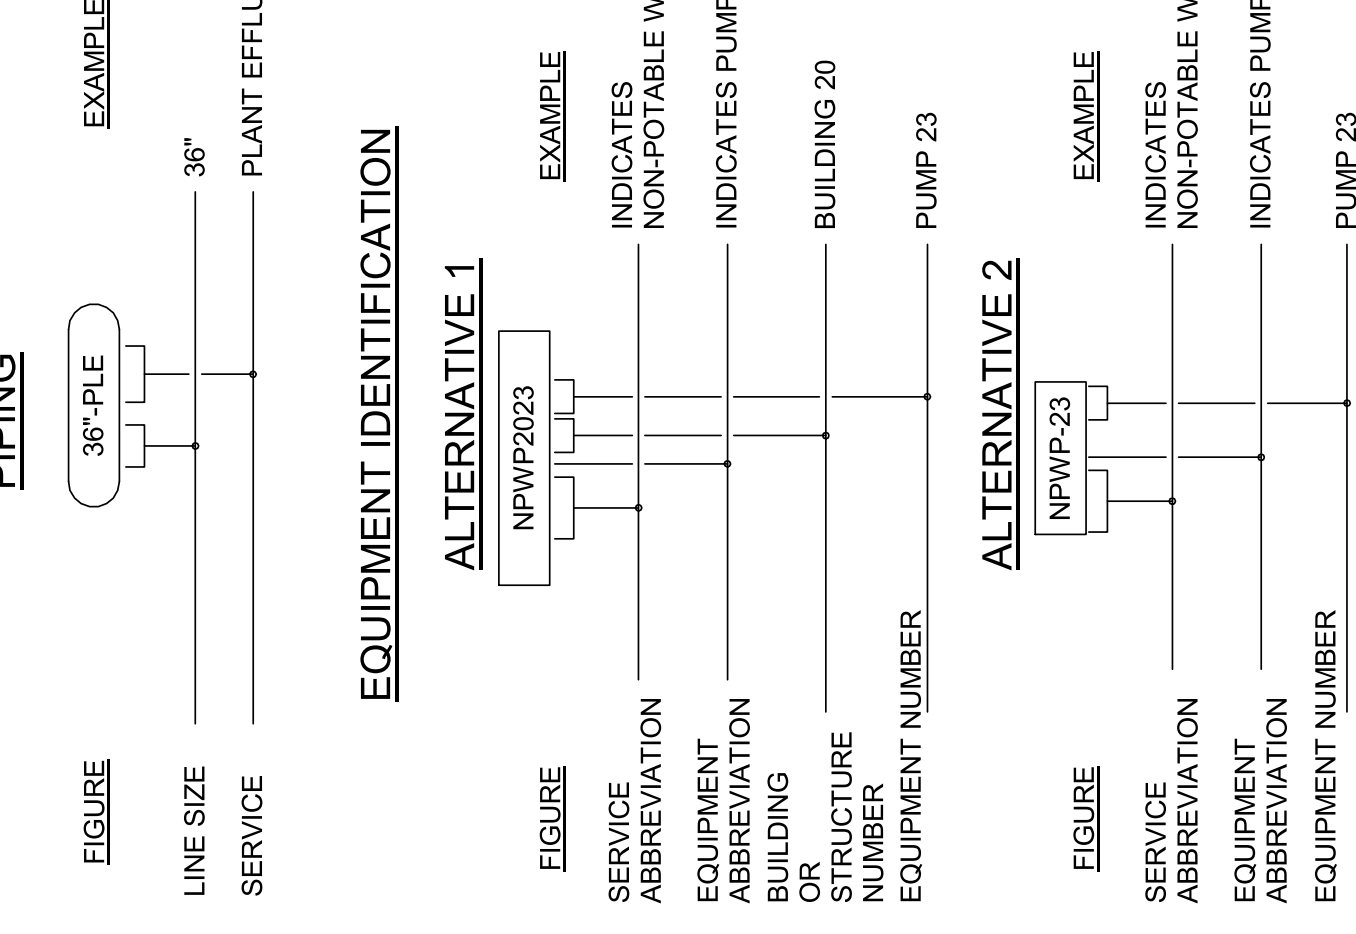 PIPING
FIGURE EXAMPLE
36"-PLE
LINE SIZE 36"
SERVICE PLANT EFFLU
EQUIPMENT IDENTIFICATION
ALTERNATIVE 1
NPWP2023
FIGURE EXAMPLE
SERVICE INDICATES
ABBREVIATION NON-POTABLE W
EQUIPMENT INDICATES PUMP
ABBREVIATION
BUILDING
OR BUILDING 20
STRUCTURE
NUMBER
EQUIPMENT NUMBER PUMP 23
ALTERNATIVE 2
NPWP-23
FIGURE EXAMPLE
SERVICE INDICATES
ABBREVIATION NON-POTABLE W
EQUIPMENT INDICATES PUMP
ABBREVIATION
EQUIPMENT NUMBER PUMP 23